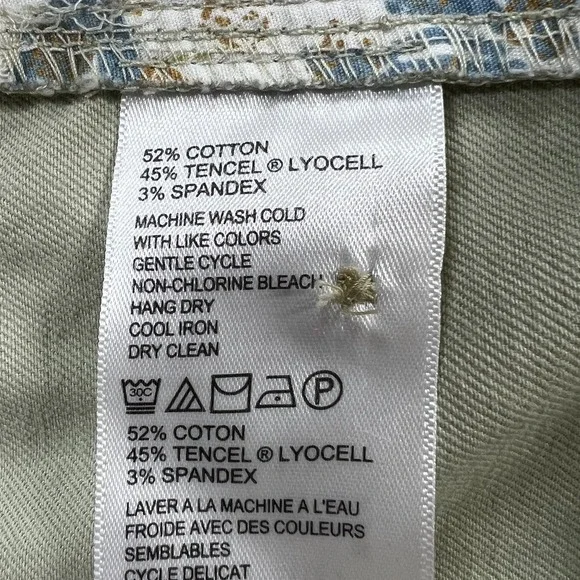 52% COTTON
45% TENCEL ® LYOCELL
3% SPANDEX
MACHINE WASH COLD
WITH LIKE COLORS
GENTLE CYCLE
NON-CHLORINE BLEACH
HANG DRY
COOL IRON
DRY CLEAN
30C P
52% COTON
45% TENCEL ® LYOCELL
3% SPANDEX
LAVER A LA MACHINE A L'EAU
FROIDE AVEC DES COULEURS
SEMBLABLES
CYCLE DELICAT